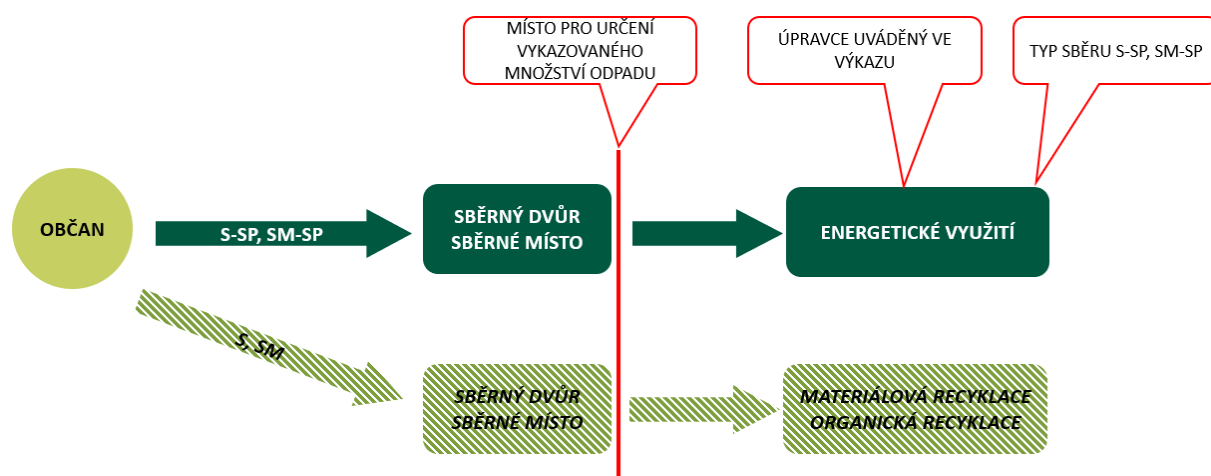 MÍSTO PRO URČENÍ
VYKAZOVANÉHO
MNOŽSTVÍ ODPADU
ÚPRAVCE UVÁDĚNÝ VE
VÝKAZU
TYP SBĚRU S-SP, SM-SP
OBČAN
S-SP, SM-SP
SBĚRNÝ DVŮR
SBĚRNÉ MÍSTO
ENERGETICKÉ VYUŽITÍ
S, SM
SBĚRNÝ DVŮR
SBĚRNÉ MÍSTO
MATERIÁLOVÁ RECYKLACE
ORGANICKÁ RECYKLACE